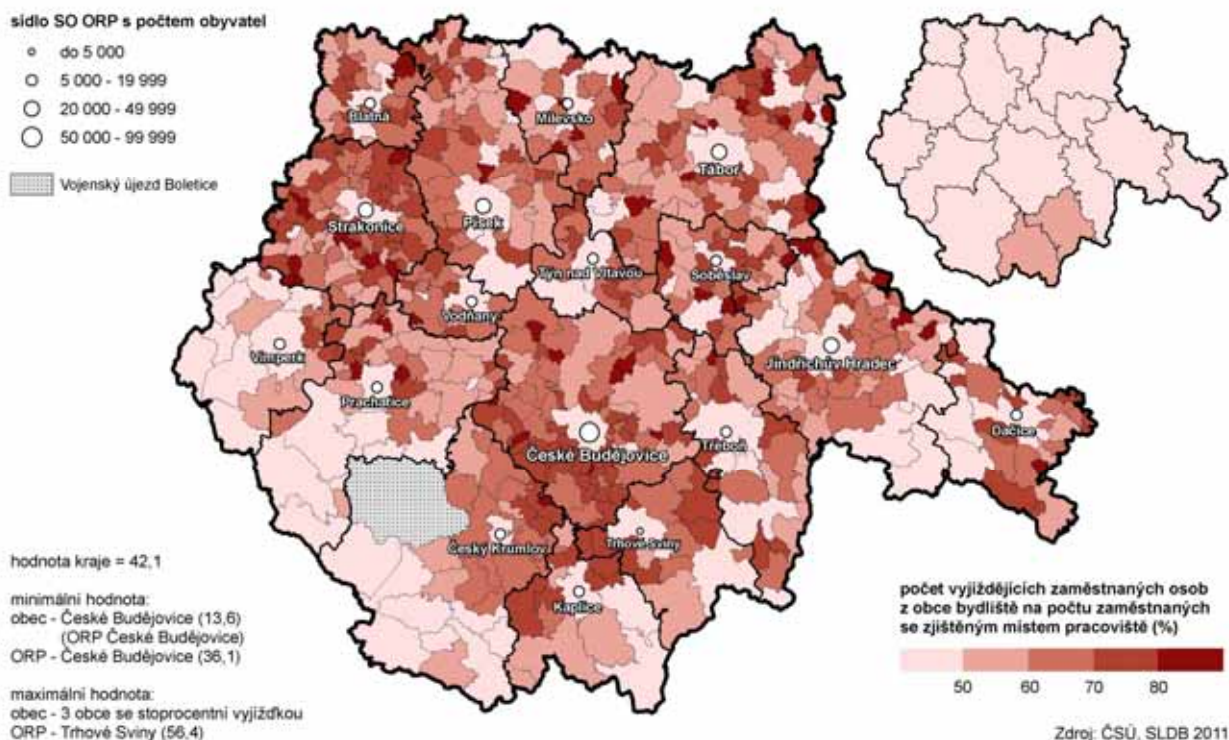 sídlo SO ORP s počtem obyvatel
do 5 000
5 000 - 19 999
20 000 - 49 999
50 000 - 99 999
Vojenský újezd Boletice
Blatná
Milevsko
Tábor
Strakonice
Písek
Týn nad Vltavou
Soběslav
Vodňany
Vimperk
Jindřichův Hradec
Prachatice
Dačice
České Budějovice
Třeboň
Český Krumlov
Trhové Sviny
Kaplice
hodnota kraje = 42,1
minimální hodnota:
obec - České Budějovice (13,6)
(ORP České Budějovice)
ORP - České Budějovice (36,1)
maximální hodnota:
obec - 3 obce se stoprocentní vyjížďkou
ORP - Trhové Sviny (56,4)
počet vyjíždějících zaměstnaných osob
z obce bydliště na počtu zaměstnaných
se zjištěným místem pracoviště (%)
50 60 70 80
Zdroj: ČSÚ, SLDB 2011